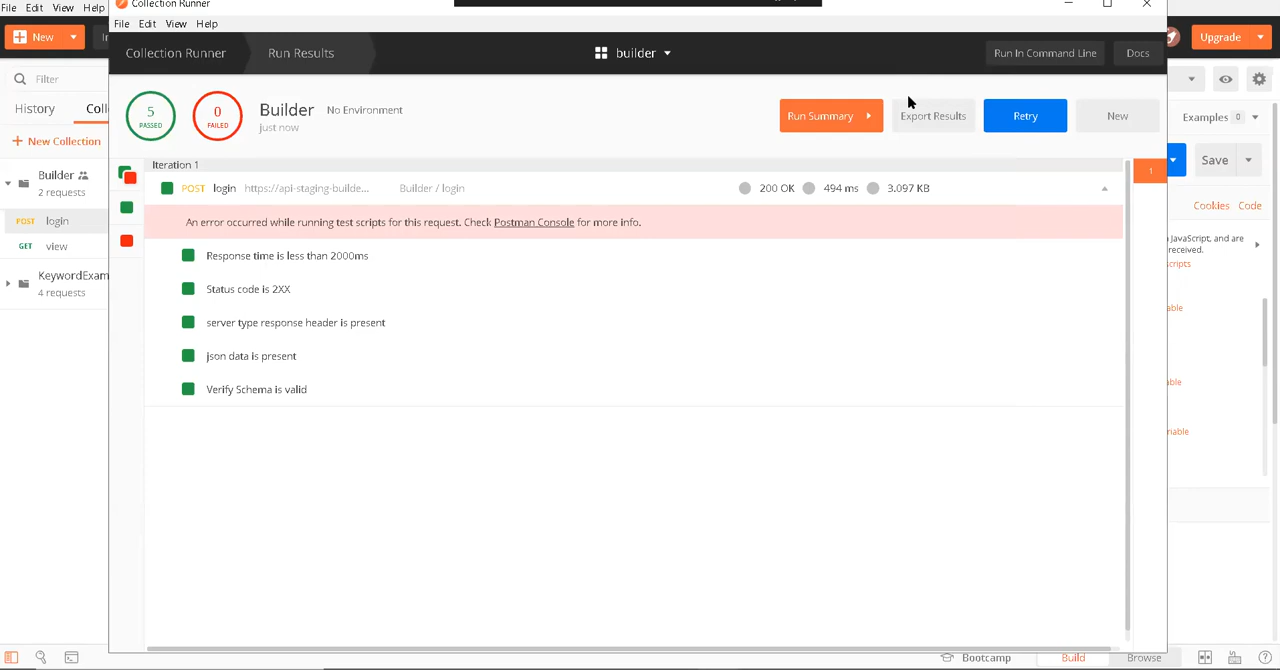 File Edit View Help
Collection Runner
File Edit View Help
New
Upgrade
Collection Runner
Run Results
builder
Run In Command Line
Docs
Filter
History
Coll
New Collection
Builder
2 requests
POST login
GET view
KeywordExam
4 requests
5
PASSED
0
FAILED
Builder No Environment
just now
Run Summary
Export Results
Retry
New
Iteration 1
POST login https://api-staging-builde... Builder / login 200 OK 494 ms 3.097 KB
An error occurred while running test scripts for this request. Check Postman Console for more info.
Response time is less than 2000ms
Status code is 2XX
server type response header is present
json data is present
Verify Schema is valid
1
Examples 0
Save
Cookies Code
JavaScript, and are
received.
scripts
able
able
nable
Bootcamp
Build
Browse